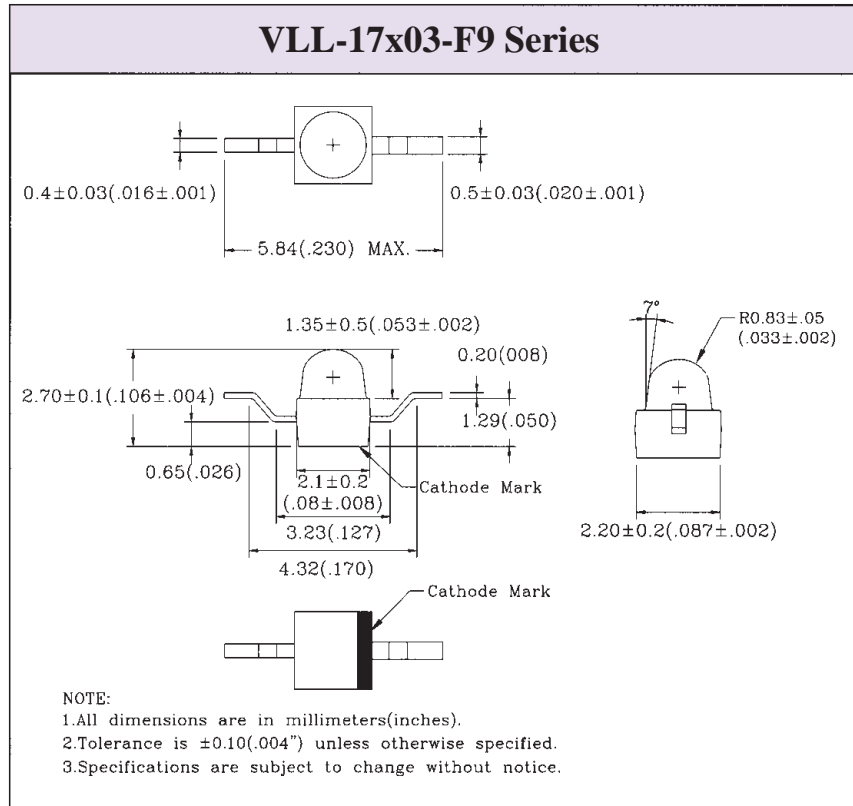 VLL-17x03-F9 Series
0.4±0.03(.016±.001)
0.5±0.03(.020±.001)
5.84(.230) MAX.
7°
R0.83±.05
(.033±.002)
1.35±0.5(.053±.002)
0.20(008)
2.70±0.1(.106±.004)
1.29(.050)
0.65(.026)
2.1±0.2
(.08±.008)
Cathode Mark
3.23(.127)
2.20±0.2(.087±.002)
4.32(.170)
Cathode Mark
NOTE:
1.All dimensions are in millimeters(inches).
2.Tolerance is ±0.10(.004") unless otherwise specified.
3.Specifications are subject to change without notice.